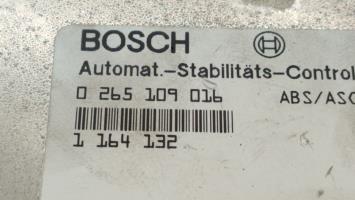 BOSCH
Automat.-Stabilitäts-Control
0 265 109 016 ABS/ASC
1 164 132